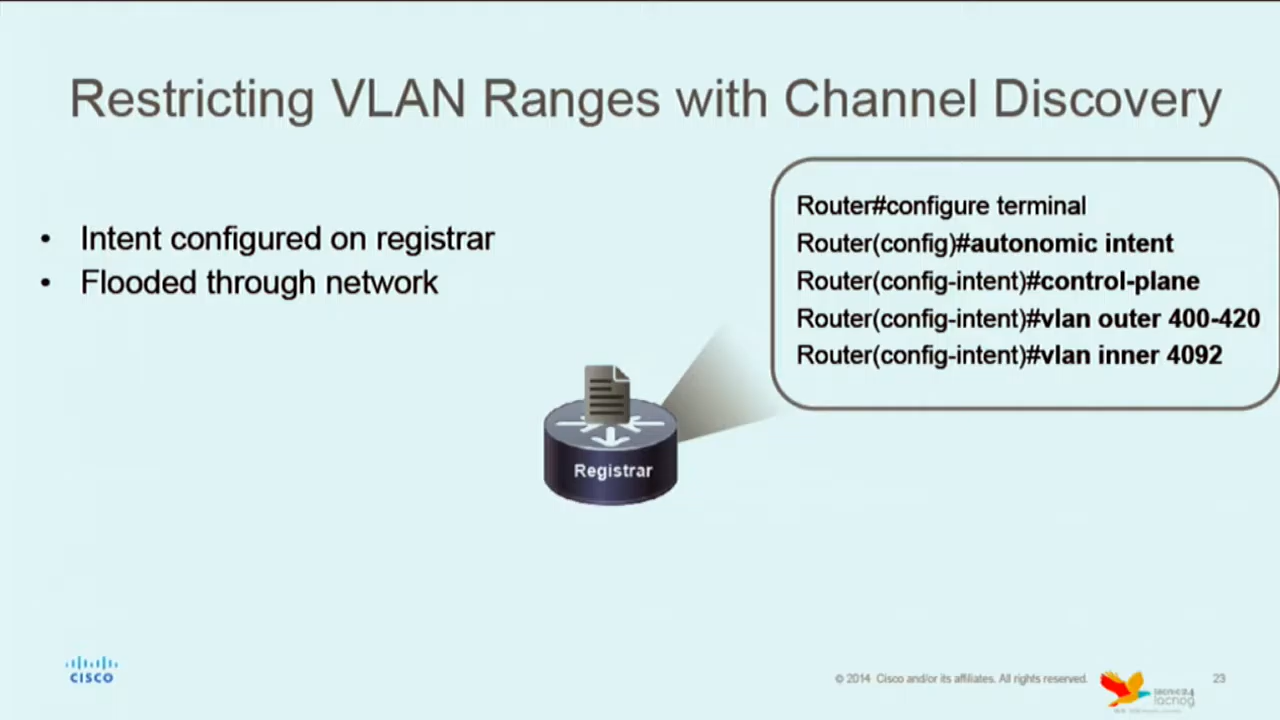 Restricting VLAN Ranges with Channel Discovery
• Intent configured on registrar
• Flooded through network
Router#configure terminal
Router(config)#autonomic intent
Router(config-intent)#control-plane
Router(config-intent)#vlan outer 400-420
Router(config-intent)#vlan inner 4092
Registrar
CISCO
© 2014 Cisco and/or its affiliates. All rights reserved.
lacnog
23